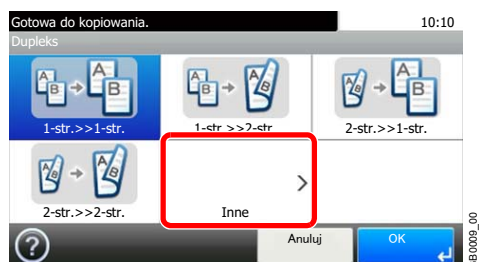 Gotowa do kopiowania. 10:10
Dupleks
A B A B A B A B A B A B
1-str.>>1-str. 1-str.>>2-str. 2-str.>>1-str.
A B A B
2-str.>>2-str. Inne
? Anuluj OK
B0009_00